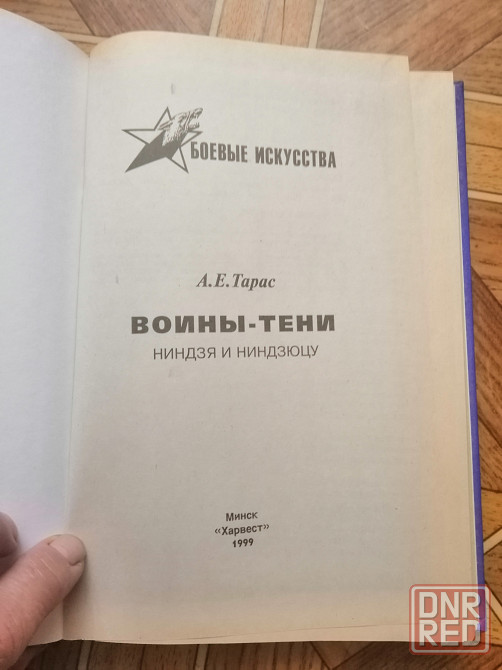 БОЕВЫЕ ИСКУССТВА
А.Е.Тарас
ВОИНЫ-ТЕНИ
НИНДЗЯ И НИНДЗЮЦУ
Минск
«Харвест»
1999
DNR
RED